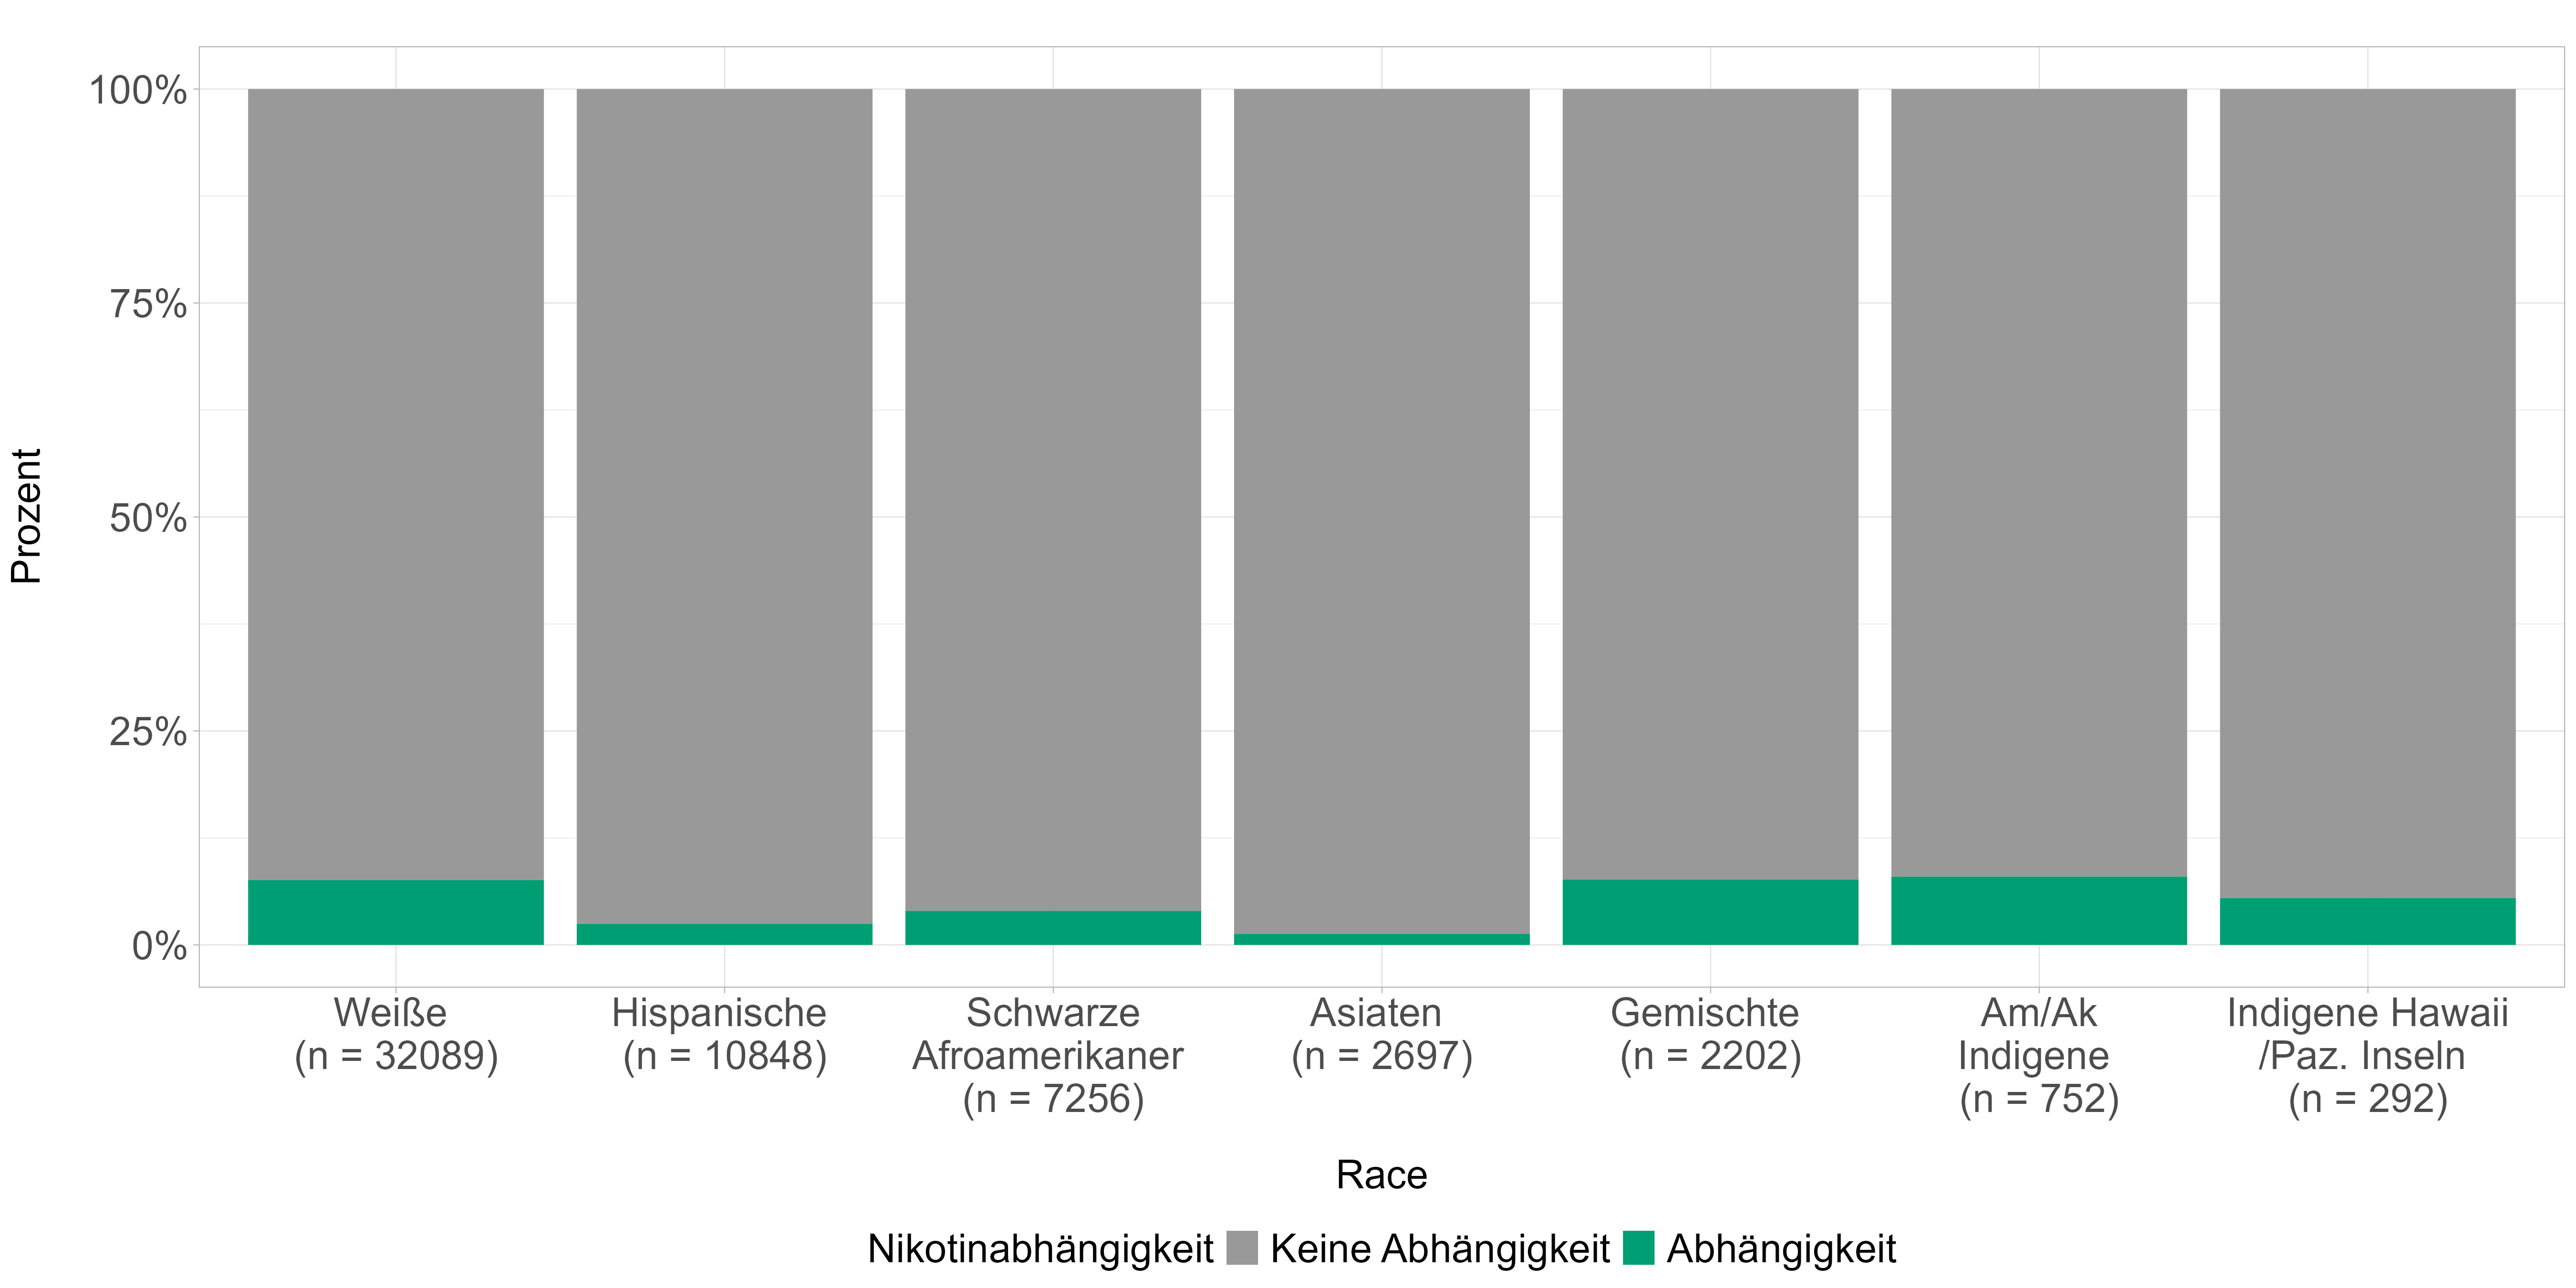 Prozent
100%
75%
50%
25%
0%
Weiße
(n = 32089)
Hispanische
(n = 10848)
Schwarze
Afroamerikaner
(n = 7256)
Asiaten
(n = 2697)
Gemischte
(n = 2202)
Am/Ak
Indigene
(n = 752)
Indigene Hawaii
/Paz. Inseln
(n = 292)
Race
Nikotinabhängigkeit Keine Abhängigkeit Abhängigkeit